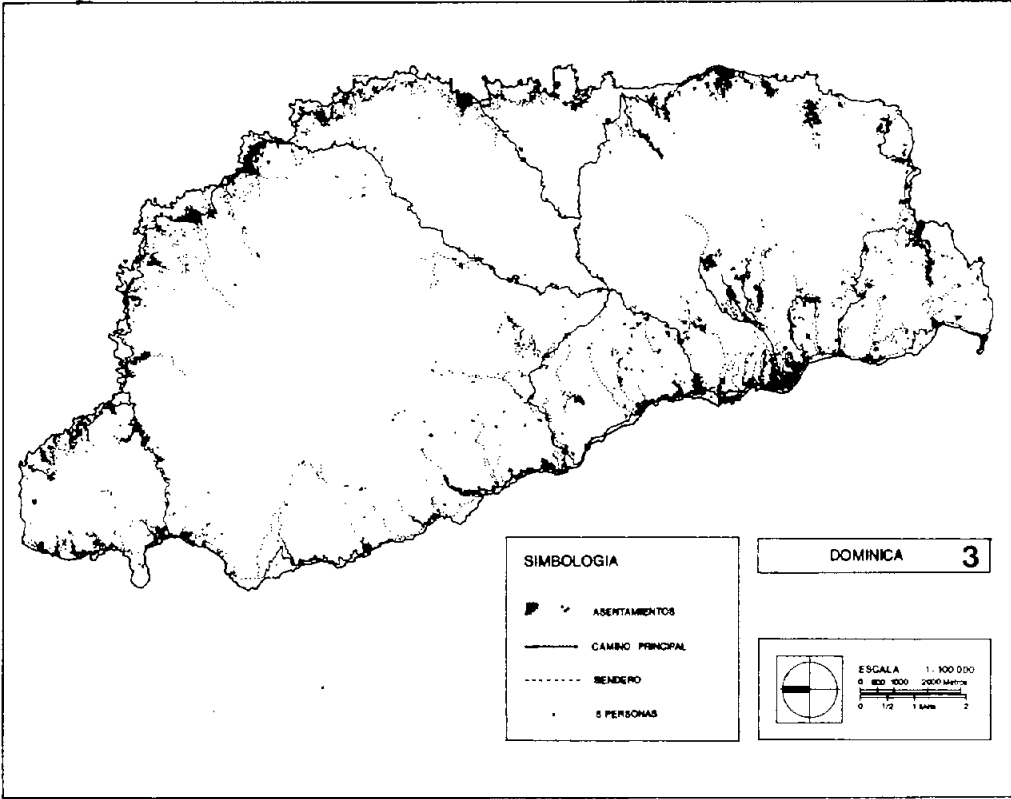 SIMBOLOGIA
ASENTAMIENTOS
CAMINO PRINCIPAL
SENDERO
5 PERSONAS
DOMINICA 3
ESCALA 1:100 000
0 500 1000 2000 Metros
0 1/2 1 2